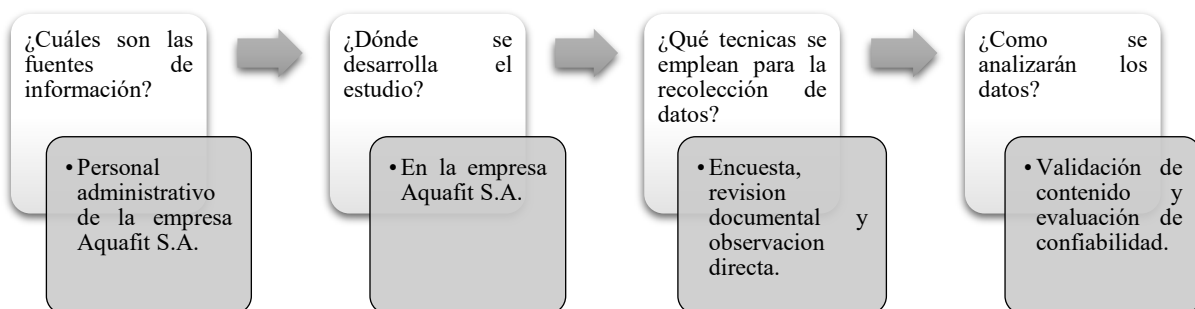 ¿Cuáles son las
fuentes de
información?
• Personal
administrativo
de la empresa
Aquafit S.A.
¿Dónde se
desarrolla el
estudio?
• En la empresa
Aquafit S.A.
¿Qué tecnicas se
emplean para la
recolección de
datos?
• Encuesta,
revision
documental y
observacion
directa.
¿Como se
analizarán los
datos?
• Validación de
contenido y
evaluación de
confiabilidad.